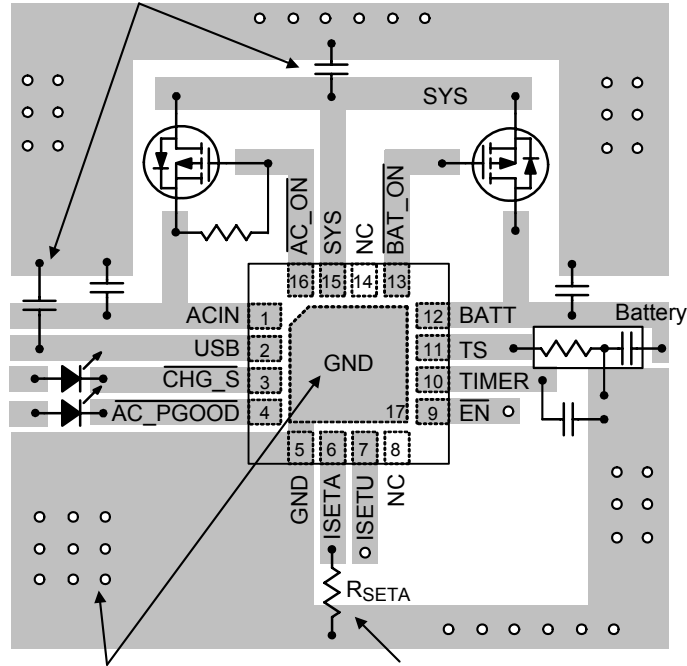 SYS
AC_ON
SYS
NC
BAT_ON
16
15
14
13
ACIN
1
12
BATT
Battery
USB
2
GND
11
TS
CHG_S
3
10
TIMER
AC_PGOOD
4
17
9
EN
5
6
7
8
GND
ISETA
ISETU
NC
RSETA